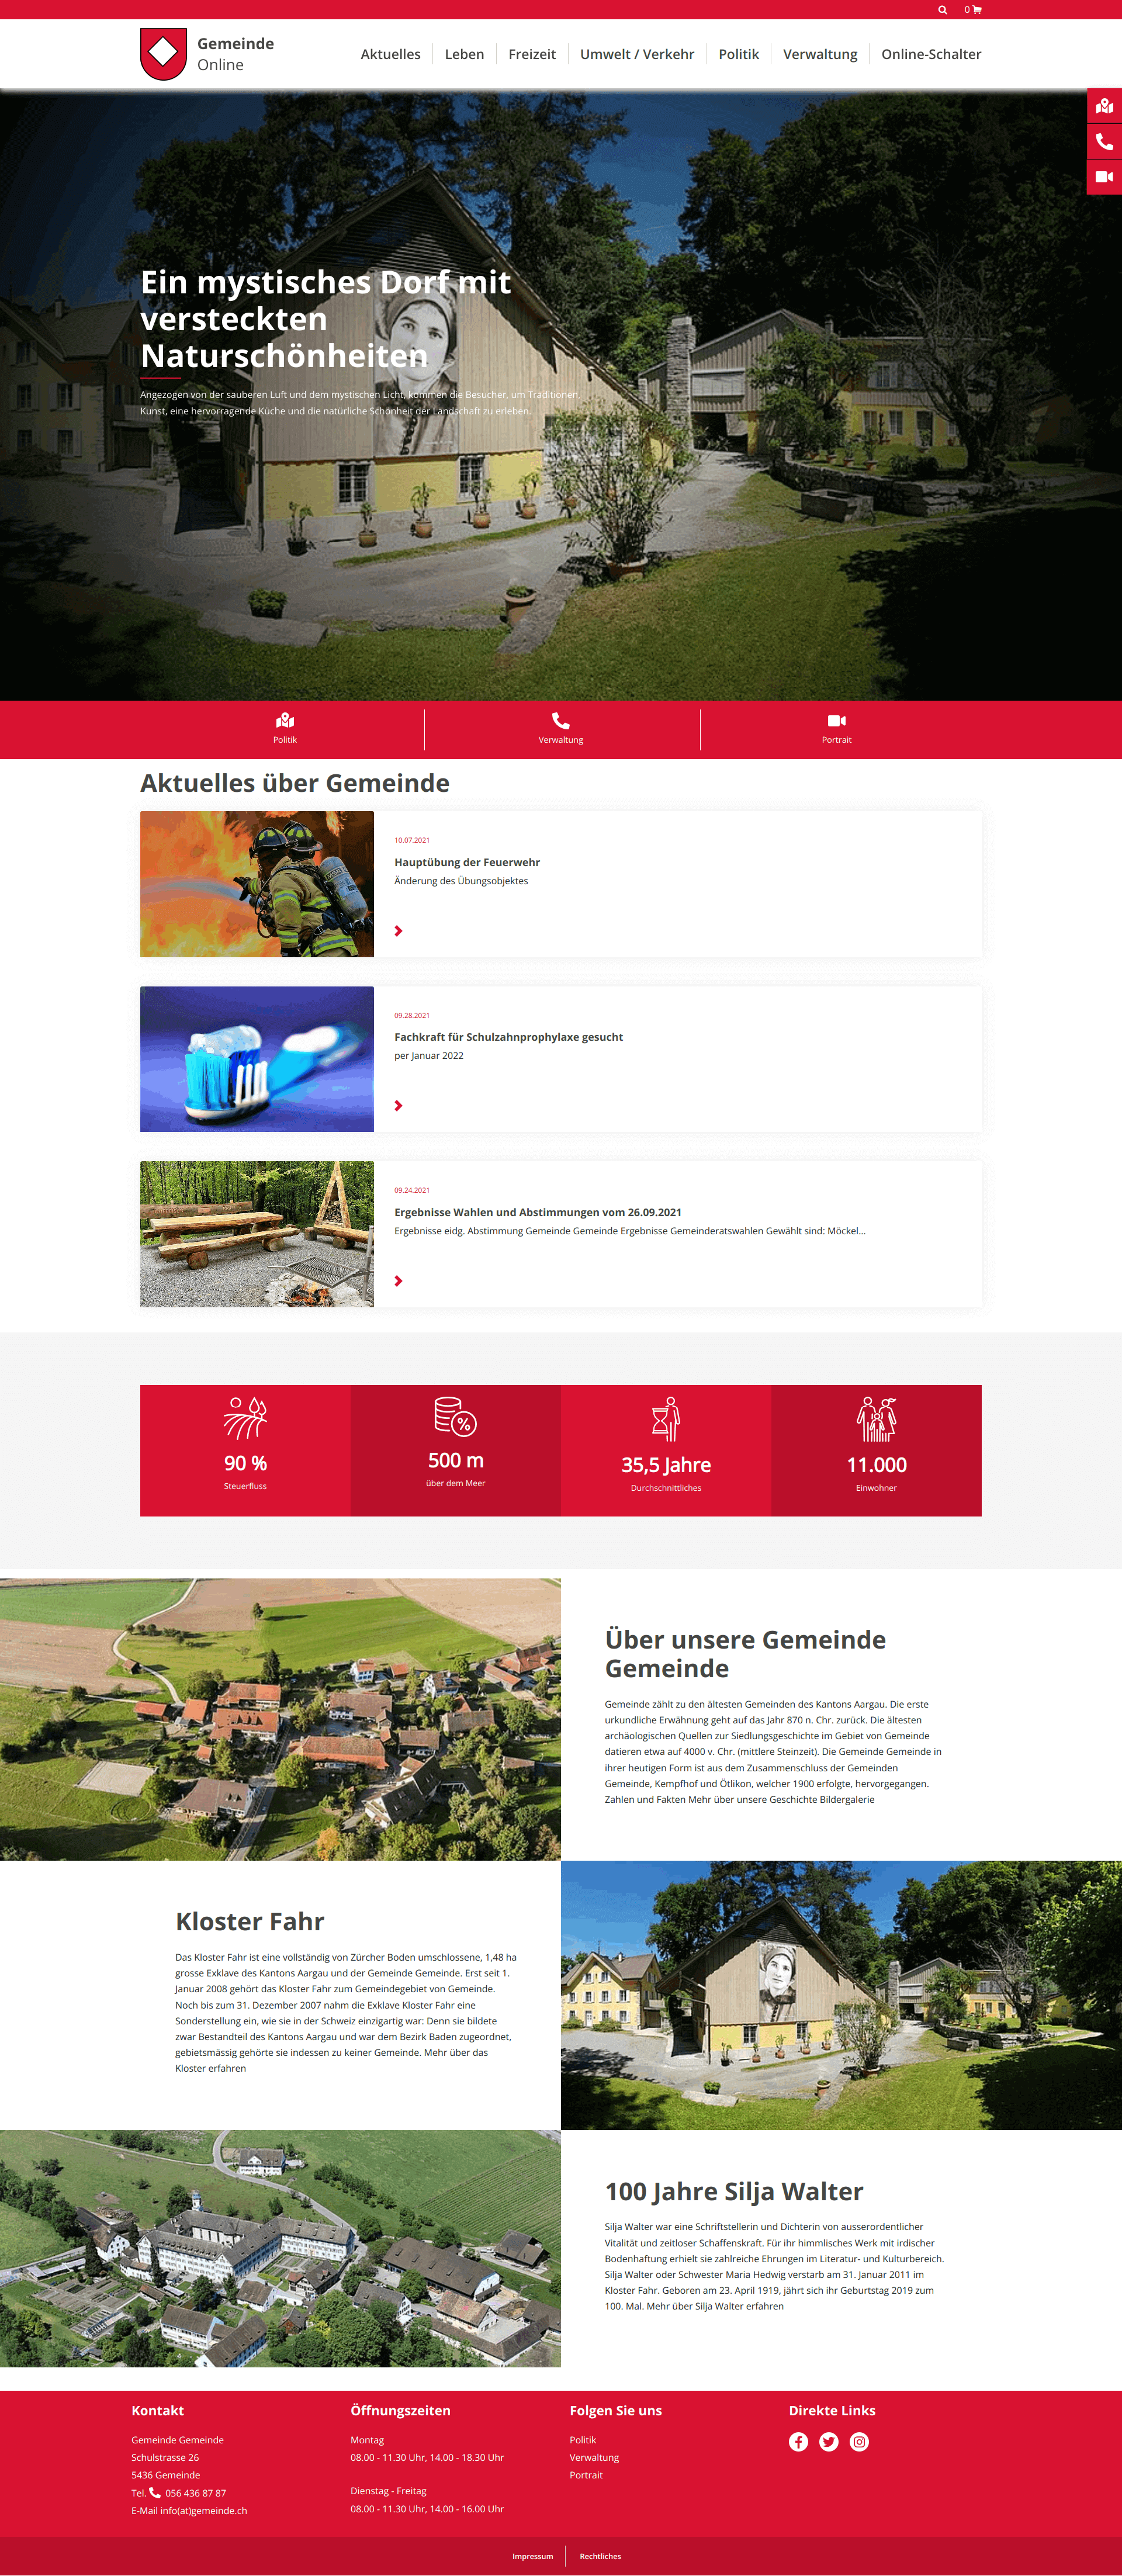 0
Gemeinde
Online
Aktuelles
Leben
Freizeit
Umwelt / Verkehr
Politik
Verwaltung
Online-Schalter
Ein mystisches Dorf mit
versteckten
Naturschönheiten
Angezogen von der sauberen Luft und dem mystischen Licht, kommen die Besucher, um Traditionen,
Kunst, eine hervorragende Küche und die natürliche Schönheit der Landschaft zu erleben.
Politik
Verwaltung
Portrait
Aktuelles über Gemeinde
10.07.2021
Hauptübung der Feuerwehr
Änderung des Übungsobjektes
09.28.2021
Fachkraft für Schulzahnprophylaxe gesucht
per Januar 2022
09.24.2021
Ergebnisse Wahlen und Abstimmungen vom 26.09.2021
Ergebnisse eidg. Abstimmung Gemeinde Gemeinde Ergebnisse Gemeinderatswahlen Gewählt sind: Möckel...
90 %
Steuerfluss
500 m
über dem Meer
35,5 Jahre
Durchschnittliches
11.000
Einwohner
Über unsere Gemeinde
Gemeinde
Gemeinde zählt zu den ältesten Gemeinden des Kantons Aargau. Die erste
urkundliche Erwähnung geht auf das Jahr 870 n. Chr. zurück. Die ältesten
archäologischen Quellen zur Siedlungsgeschichte im Gebiet von Gemeinde
datieren etwa auf 4000 v. Chr. (mittlere Steinzeit). Die Gemeinde Gemeinde in
ihrer heutigen Form ist aus dem Zusammenschluss der Gemeinden
Gemeinde, Kempfhof und Ötlikon, welcher 1900 erfolgte, hervorgegangen.
Zahlen und Fakten Mehr über unsere Geschichte Bildergalerie
Kloster Fahr
Das Kloster Fahr ist eine vollständig von Zürcher Boden umschlossene, 1,48 ha
grosse Exklave des Kantons Aargau und der Gemeinde Gemeinde. Erst seit 1.
Januar 2008 gehört das Kloster Fahr zum Gemeindegebiet von Gemeinde.
Noch bis zum 31. Dezember 2007 nahm die Exklave Kloster Fahr eine
Sonderstellung ein, wie sie in der Schweiz einzigartig war: Denn sie bildete
zwar Bestandteil des Kantons Aargau und war dem Bezirk Baden zugeordnet,
gebietsmässig gehörte sie indessen zu keiner Gemeinde. Mehr über das
Kloster erfahren
100 Jahre Silja Walter
Silja Walter war eine Schriftstellerin und Dichterin von ausserordentlicher
Vitalität und zeitloser Schaffenskraft. Für ihr himmlisches Werk mit irdischer
Bodenhaftung erhielt sie zahlreiche Ehrungen im Literatur- und Kulturbereich.
Silja Walter oder Schwester Maria Hedwig verstarb am 31. Januar 2011 im
Kloster Fahr. Geboren am 23. April 1919, jährt sich ihr Geburtstag 2019 zum
100. Mal. Mehr über Silja Walter erfahren
Kontakt
Gemeinde Gemeinde
Schulstrasse 26
5436 Gemeinde
Tel. 056 436 87 87
E-Mail info(at)gemeinde.ch
Öffnungszeiten
Montag
08.00 - 11.30 Uhr, 14.00 - 18.30 Uhr
Dienstag - Freitag
08.00 - 11.30 Uhr, 14.00 - 16.00 Uhr
Folgen Sie uns
Politik
Verwaltung
Portrait
Direkte Links
Impressum
Rechtliches